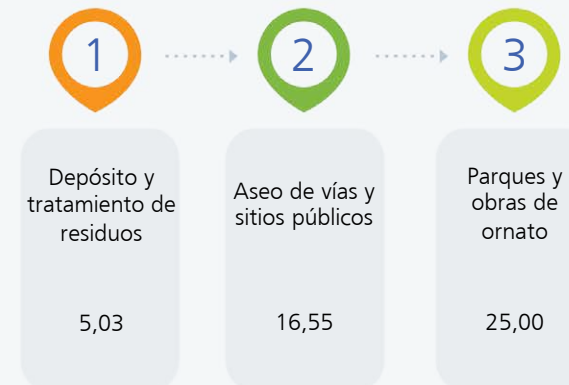 1
2
3
Depósito y
tratamiento de
residuos
5,03
Aseo de vías y
sitios públicos
16,55
Parques y
obras de
ornato
25,00